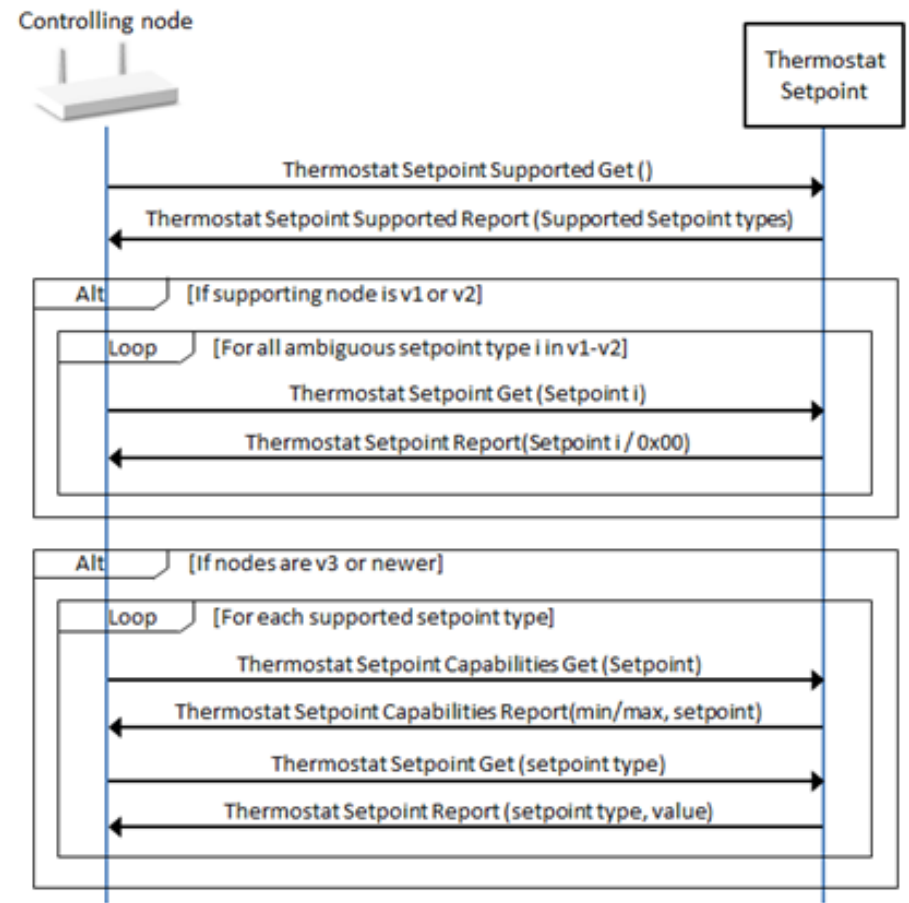 Controlling node
Thermostat
Setpoint
Thermostat Setpoint Supported Get ()
Thermostat Setpoint Supported Report (Supported Setpoint types)
Alt [If supporting node is v1 or v2]
Loop [For all ambiguous setpoint type i in v1-v2]
Thermostat Setpoint Get (Setpoint i)
Thermostat Setpoint Report(Setpoint i / 0x00)
Alt [If nodes are v3 or newer]
Loop [For each supported setpoint type]
Thermostat Setpoint Capabilities Get (Setpoint)
Thermostat Setpoint Capabilities Report(min/max, setpoint)
Thermostat Setpoint Get (setpoint type)
Thermostat Setpoint Report (setpoint type, value)